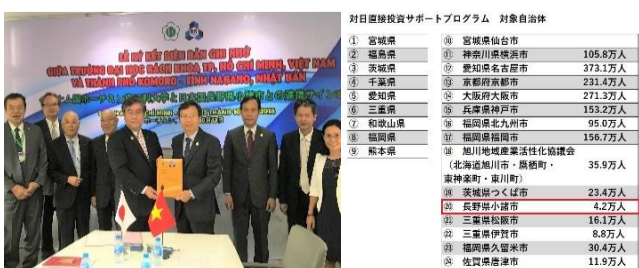 LỄ KÝ KẾT BIÊN BẢN GHI NHỚ
GIỮA TRƯỜNG ĐẠI HỌC BÁCH KHOA TP. HỒ CHÍ MINH, VIỆT NAM
VÀ THÀNH PHỐ KOMORO - TỈNH NAGANO, NHẬT BẢN
対日直接投資サポートプログラム 対象自治体
① 宮城県
② 福島県
③ 茨城県
④ 千葉県
⑤ 愛知県
⑥ 三重県
⑦ 和歌山県
⑧ 福岡県
⑨ 熊本県
⑩ 宮城県仙台市
⑪ 神奈川県横須市 105.8万人
⑫ 愛知県名古屋市 373.1万人
⑬ 京都府京都市 231.4万人
⑭ 大阪府大阪市 271.3万人
⑮ 兵庫県神戸市 153.2万人
⑯ 福岡県北九州市 95.0万人
⑰ 福岡県福岡市 156.7万人
⑱ 旭川地域産業活性化協議会
(北海道旭川市・鷹栖町・
東神楽町・東川町) 35.9万人
⑲ 茨城県つくば市 23.4万人
⑳ 長野県小諸市 4.2万人
㉑ 三重県松阪市 16.1万人
㉒ 三重県伊賀市 8.8万人
㉓ 福岡県久留米市 30.4万人
㉔ 佐賀県唐津市 11.9万人